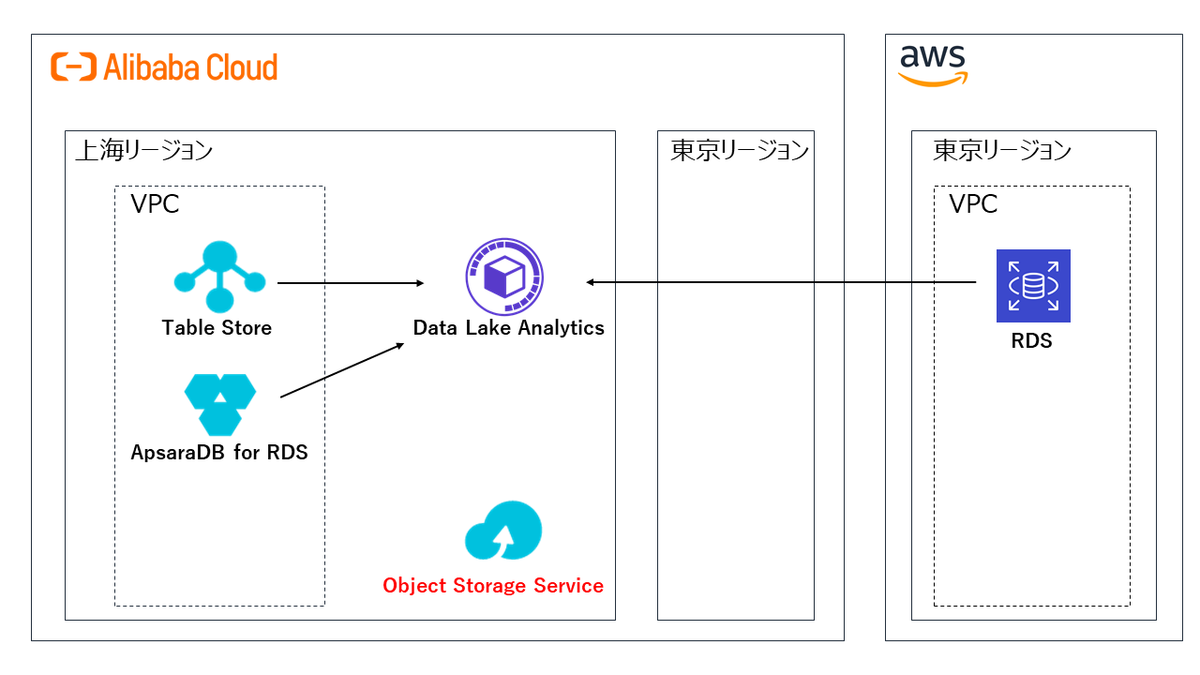 Alibaba Cloud
aws
上海リージョン
東京リージョン
東京リージョン
VPC
VPC
Table Store
Data Lake Analytics
RDS
ApsaraDB for RDS
Object Storage Service